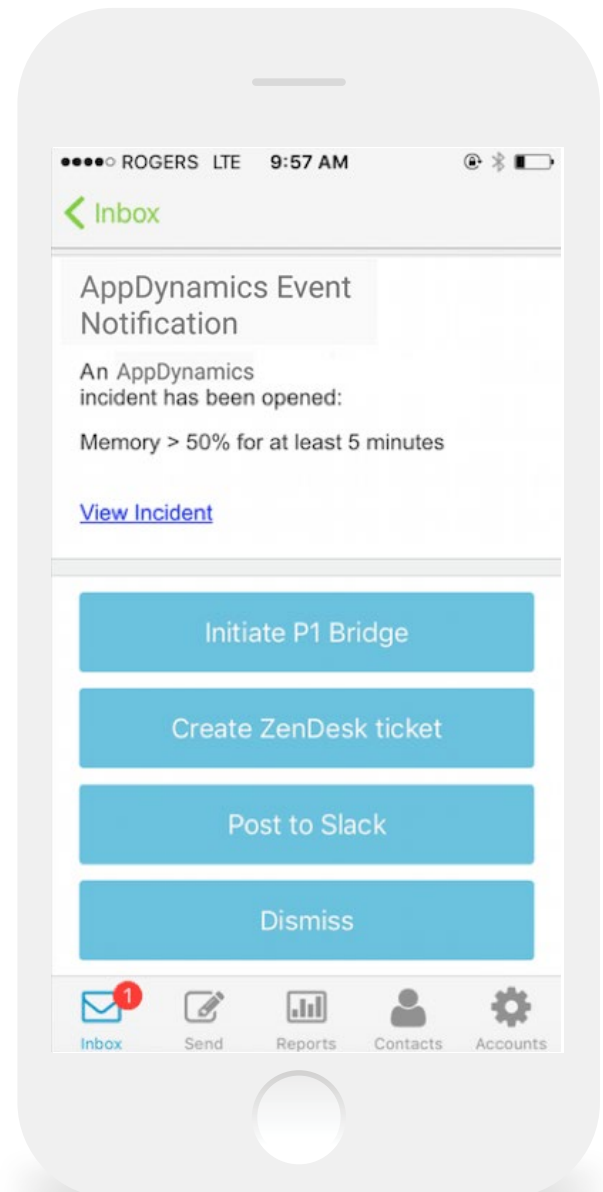 ROGERS LTE 9:57 AM
Inbox
AppDynamics Event
Notification
An AppDynamics
incident has been opened:
Memory > 50% for at least 5 minutes
View Incident
Initiate P1 Bridge
Create ZenDesk ticket
Post to Slack
Dismiss
1
Inbox Send Reports Contacts Accounts